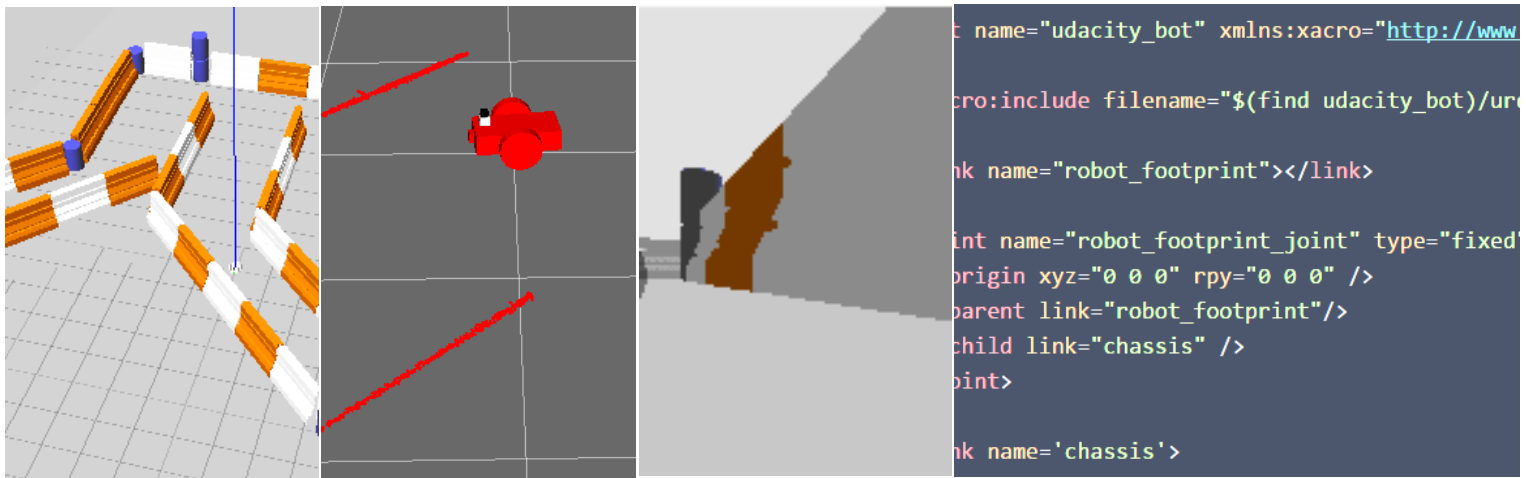 name="udacity_bot" xmlns:xacro="http://www
cro:include filename="$(find udacity_bot)/ur
nk name="robot_footprint"></link>
int name="robot_footprint_joint" type="fixed"
origin xyz="0 0 0" rpy="0 0 0" />
parent link="robot_footprint"/>
child link="chassis" />
oint>
nk name='chassis'>